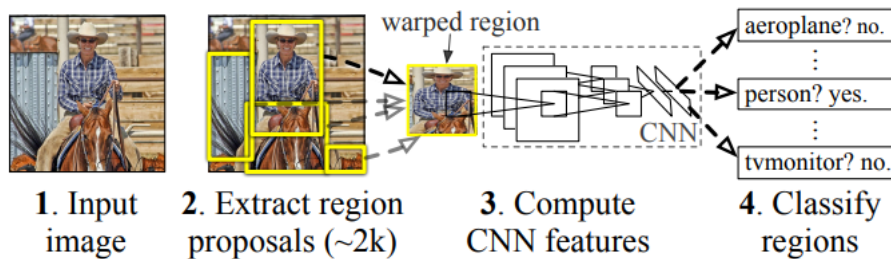 warped region
aeroplane? no.
person? yes.
CNN
tvmonitor? no.
1. Input
image
2. Extract region
proposals (~2k)
3. Compute
CNN features
4. Classify
regions